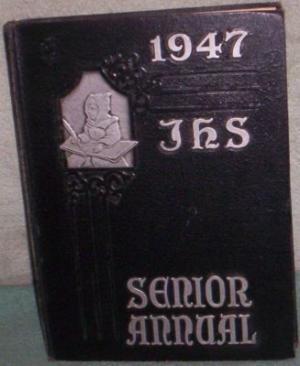 1947
JHS
SENIOR
ANNUAL